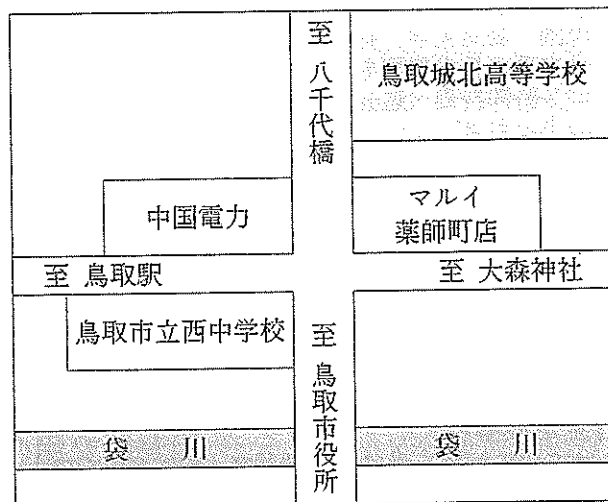 至 八千代橋
鳥取城北高等学校
中国電力
マルイ
薬師町店
至 鳥取駅
至 大森神社
鳥取市立西中学校
至 鳥取市役所
袋 川
袋 川